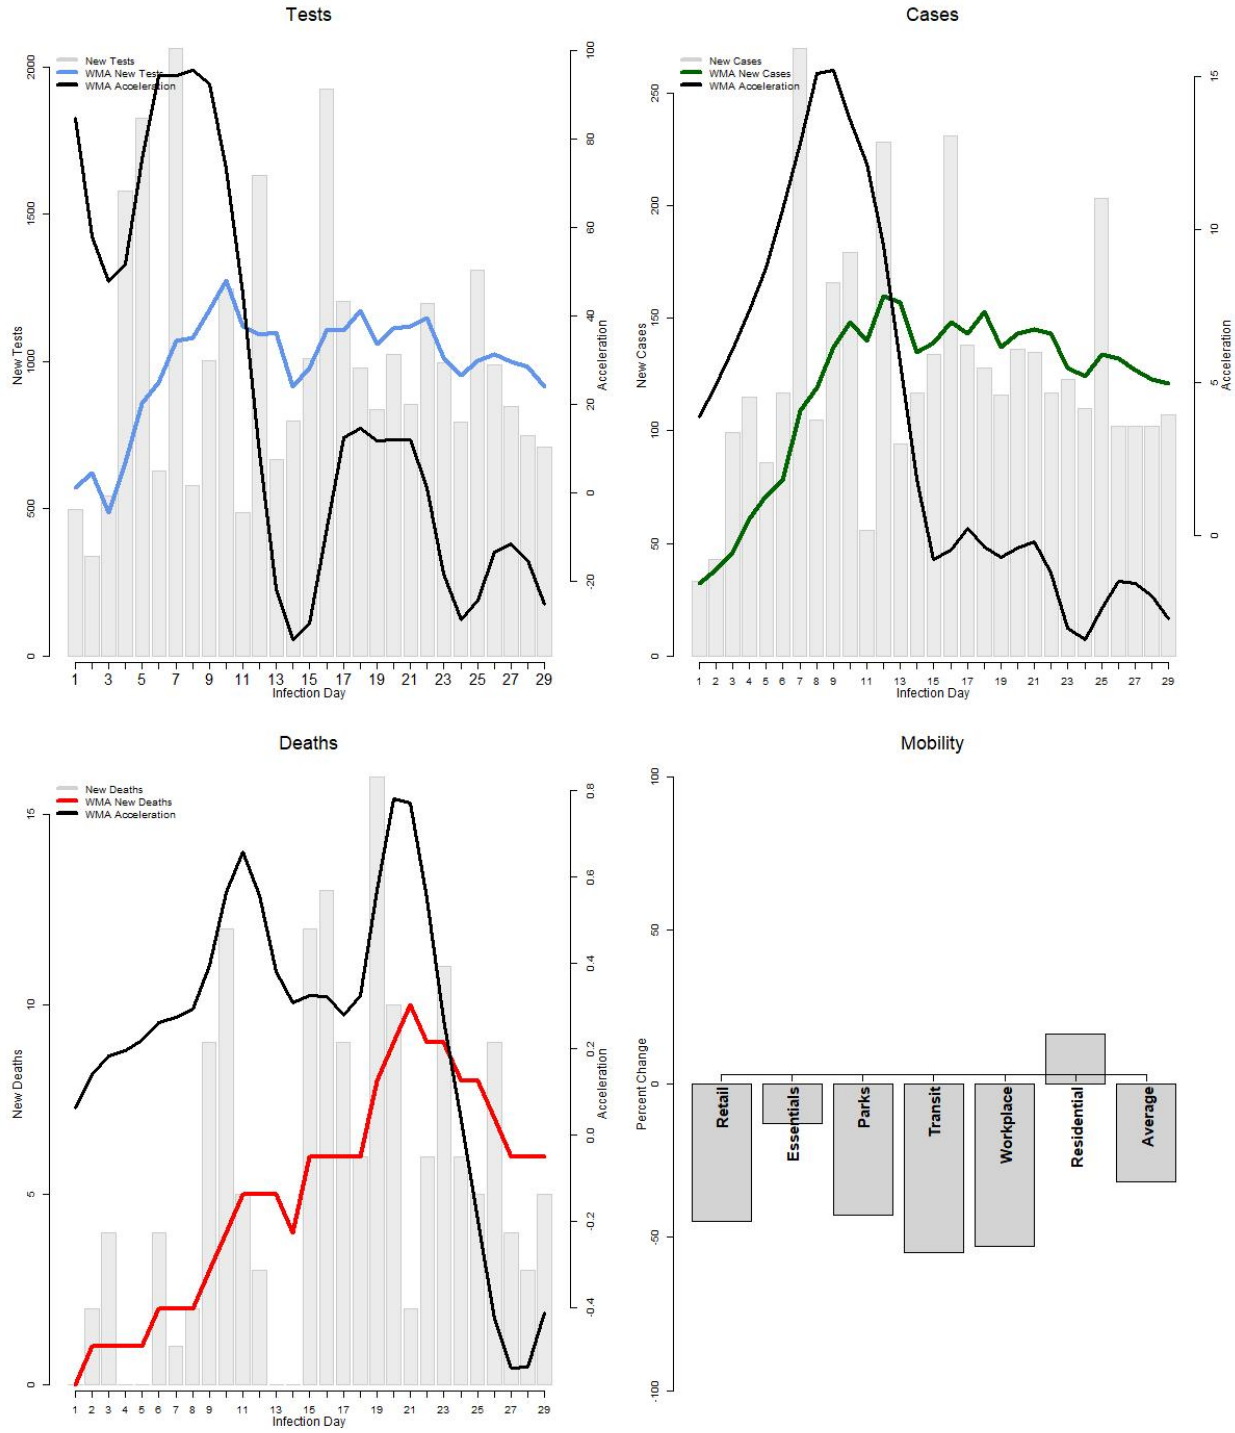 Tests
New Tests
WMA New Tests
WMA Acceleration
New Tests
0
500
1000
1500
2000
Acceleration
-20
0
20
40
60
80
100
1 3 5 7 9 11 13 15 17 19 21 23 25 27 29
Infection Day
Cases
New Cases
WMA New Cases
WMA Acceleration
New Cases
0
50
100
150
200
250
Acceleration
0
5
10
15
1 2 3 4 5 6 7 8 9 11 13 15 17 19 21 23 25 27 29
Infection Day
Deaths
New Deaths
WMA New Deaths
WMA Acceleration
New Deaths
0
5
10
15
Acceleration
-0.4
-0.2
0.0
0.2
0.4
0.6
0.8
1 2 3 4 5 6 7 8 9 11 13 15 17 19 21 23 25 27 29
Infection Day
Mobility
Percent Change
-100
-50
0
50
100
Retail
Essentials
Parks
Transit
Workplace
Residential
Average